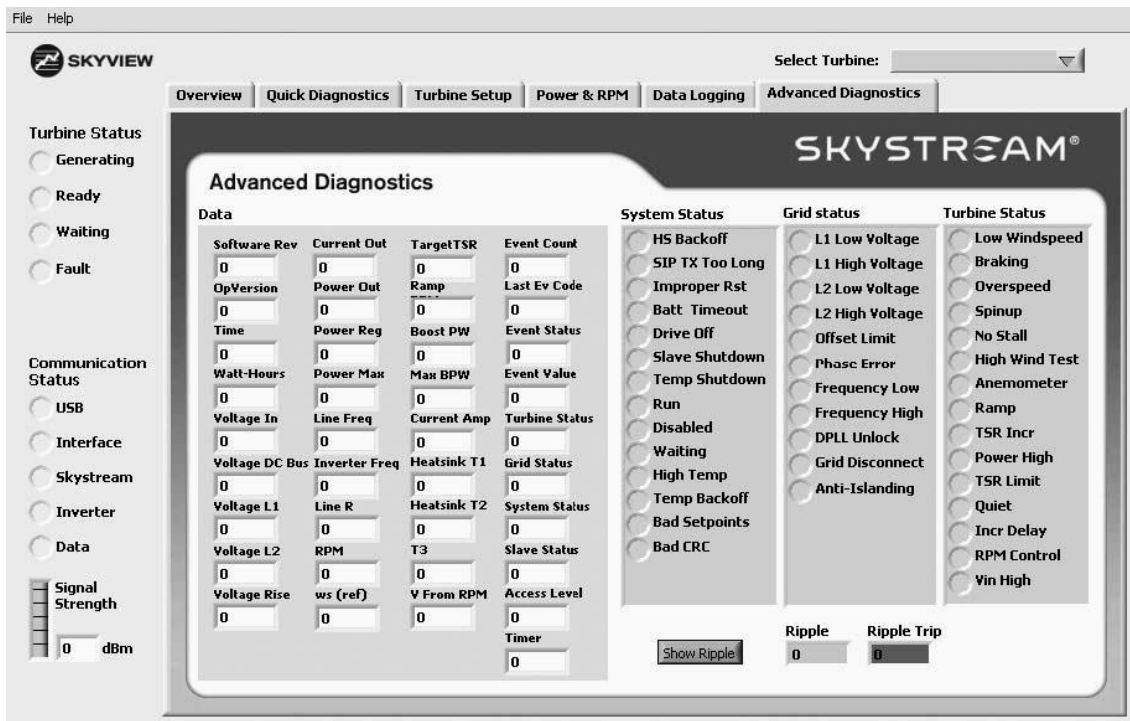 File Help
SKYVIEW
Select Turbine:
Overview Quick Diagnostics Turbine Setup Power & RPM Data Logging Advanced Diagnostics
Turbine Status
Generating
Ready
Waiting
Fault
Communication
Status
USB
Interface
Skystream
Inverter
Data
Signal
Strength
0 dBm
SKYSTREAM®
Advanced Diagnostics
Data
Software Rev Current Out TargetTSR Event Count
0 0 0 0
OpVersion Power Out Ramp Last Ev Code
0 0 0 0
Time Power Reg Boost PW Event Status
0 0 0 0
Watt-Hours Power Max Max BPW Event Value
0 0 0 0
Voltage In Line Freq Current Amp Turbine Status
0 0 0 0
Voltage DC Bus Inverter Freq Heatsink T1 Grid Status
0 0 0 0
Voltage L1 Line R Heatsink T2 System Status
0 0 0 0
Voltage L2 RPM T3 Slave Status
0 0 0 0
Voltage Rise ws (ref) V From RPM Access Level
0 0 0 0
Timer
0
System Status
HS Backoff
SIP TX Too Long
Improper Rst
Batt Timeout
Drive Off
Slave Shutdown
Temp Shutdown
Run
Disabled
Waiting
High Temp
Temp Backoff
Bad Setpoints
Bad CRC
Grid status
L1 Low Voltage
L1 High Voltage
L2 Low Voltage
L2 High Voltage
Offset Limit
Phase Error
Frequency Low
Frequency High
DPLL Unlock
Grid Disconnect
Anti-Islanding
Turbine Status
Low Windspeed
Braking
Overspeed
Spinup
No Stall
High Wind Test
Anemometer
Ramp
TSR Incr
Power High
TSR Limit
Quiet
Incr Delay
RPM Control
Vin High
Show Ripple
Ripple Ripple Trip
0 0